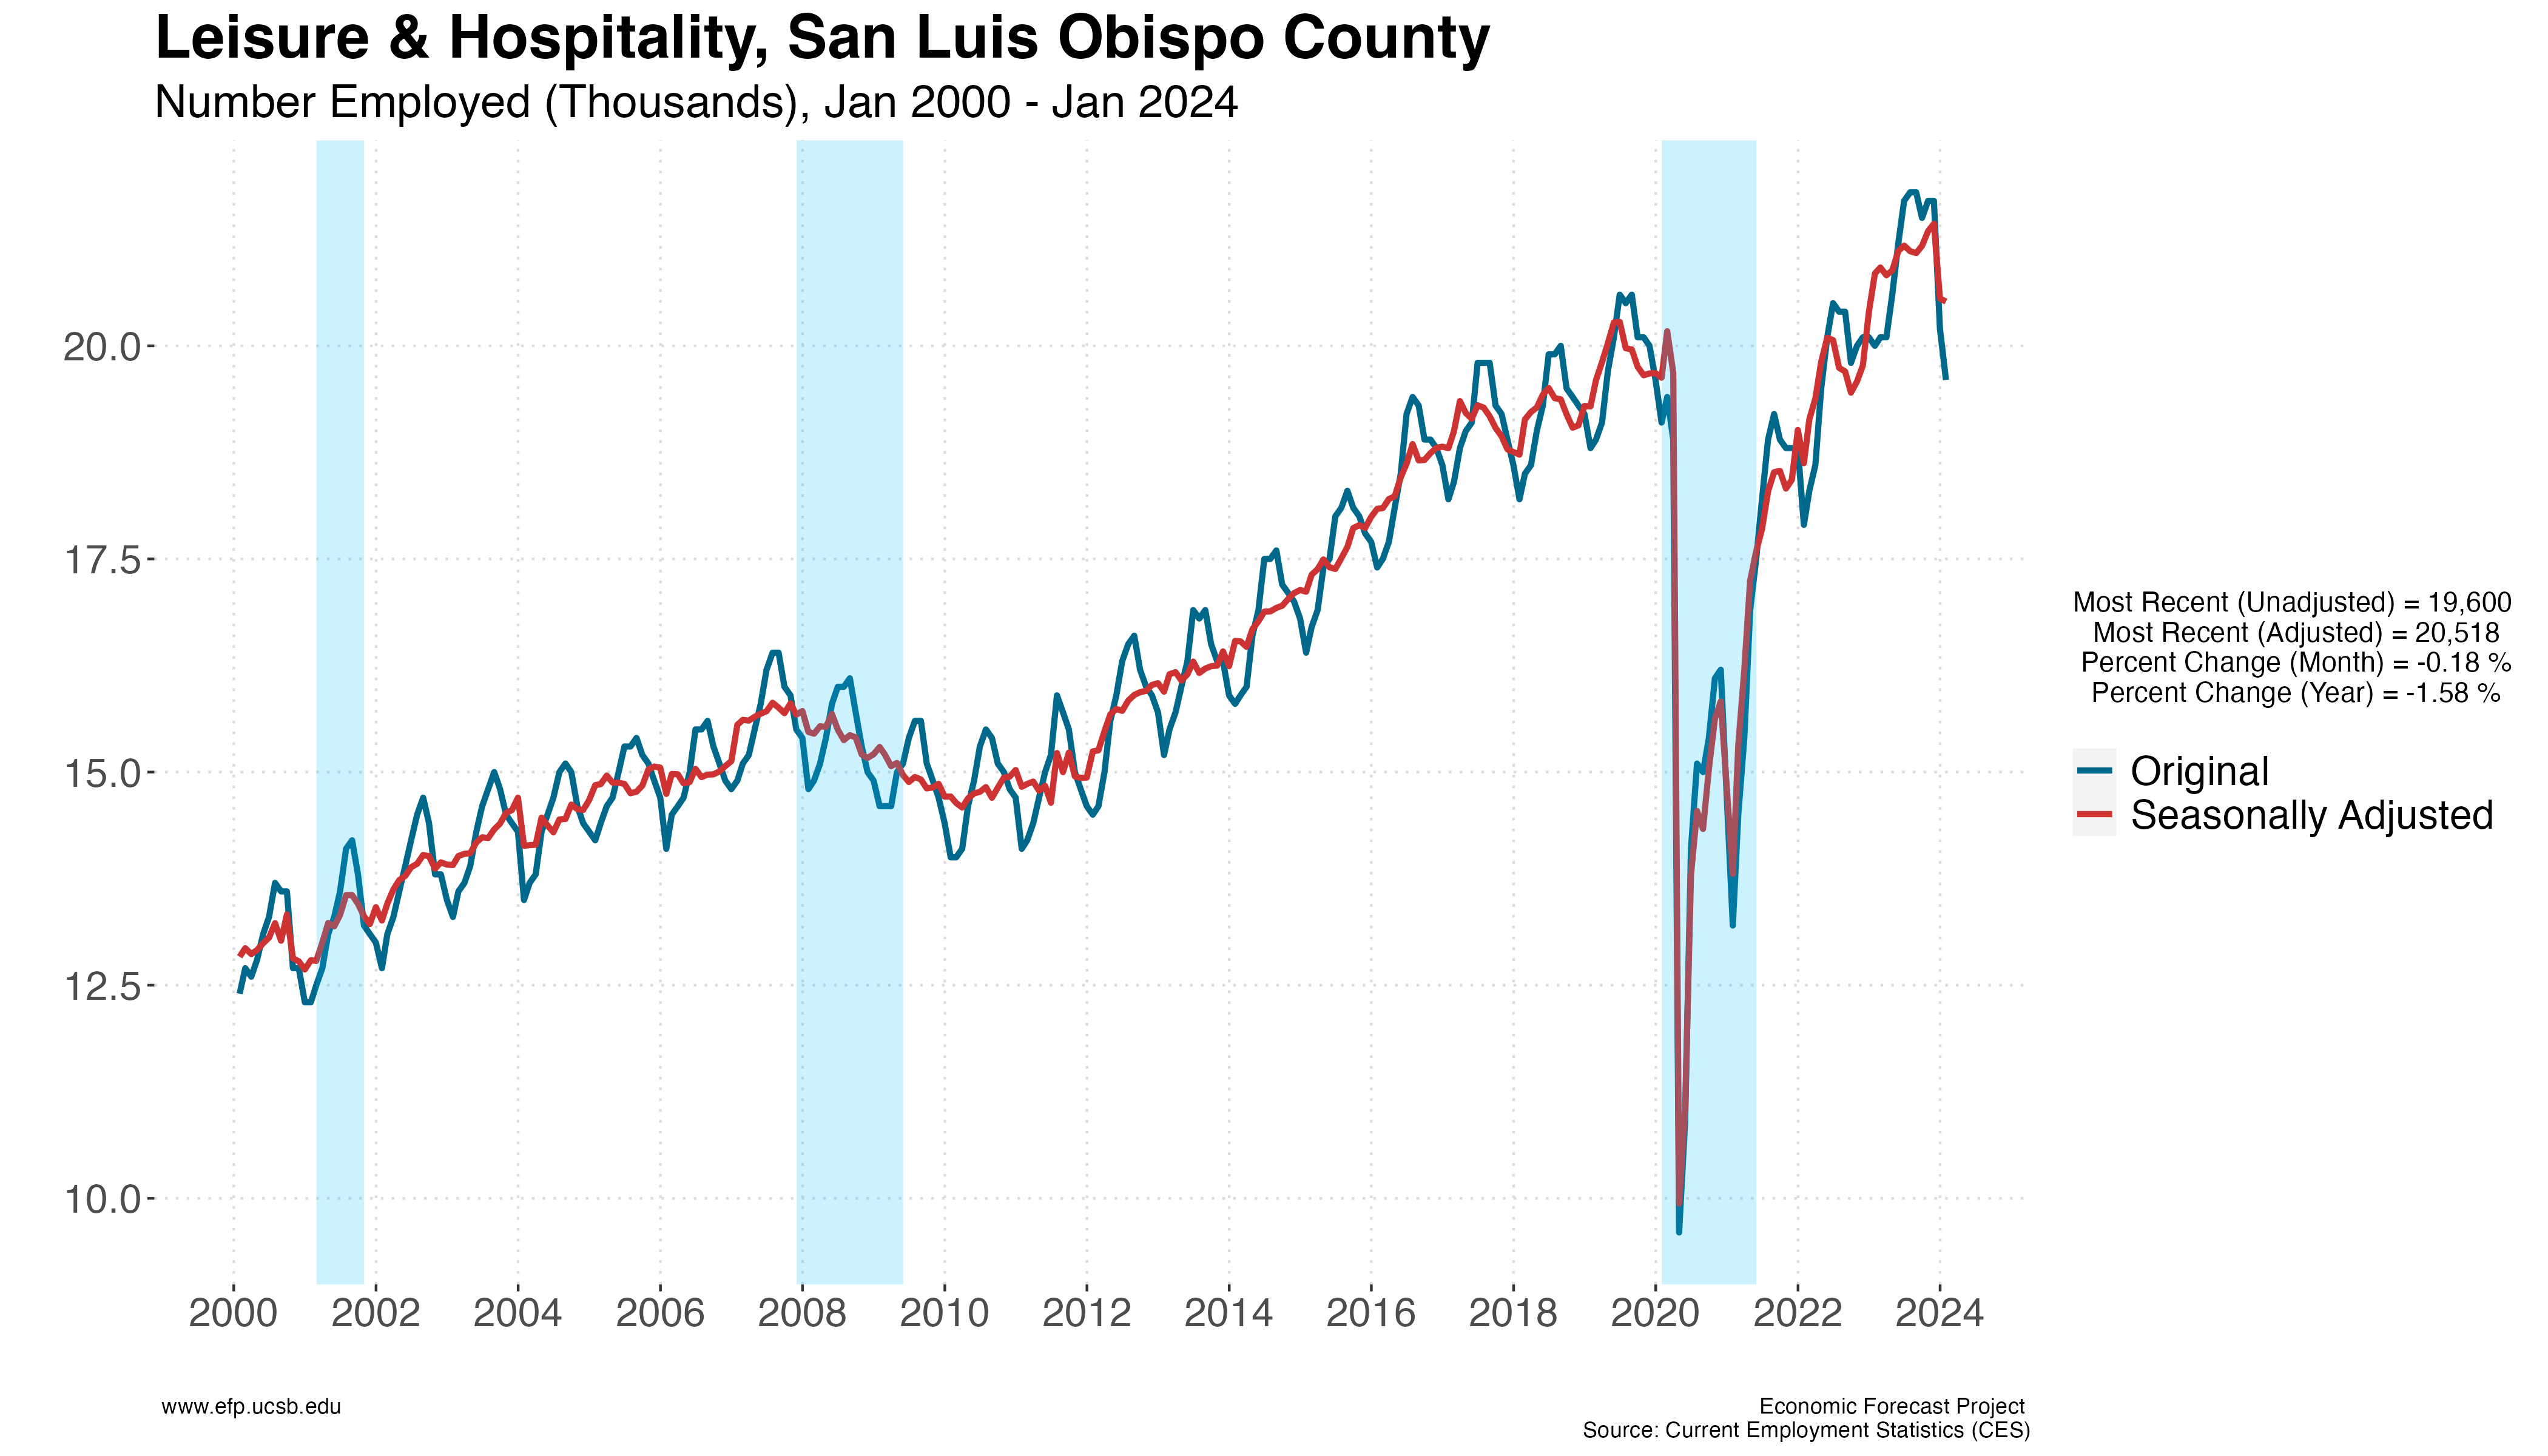 Leisure & Hospitality, San Luis Obispo County
Number Employed (Thousands), Jan 2000 - Jan 2024
20.0
17.5
15.0
12.5
10.0
2000 2002 2004 2006 2008 2010 2012 2014 2016 2018 2020 2022 2024
Most Recent (Unadjusted) = 19,600
Most Recent (Adjusted) = 20,518
Percent Change (Month) = -0.18 %
Percent Change (Year) = -1.58 %
Original
Seasonally Adjusted
www.efp.ucsb.edu
Economic Forecast Project
Source: Current Employment Statistics (CES)